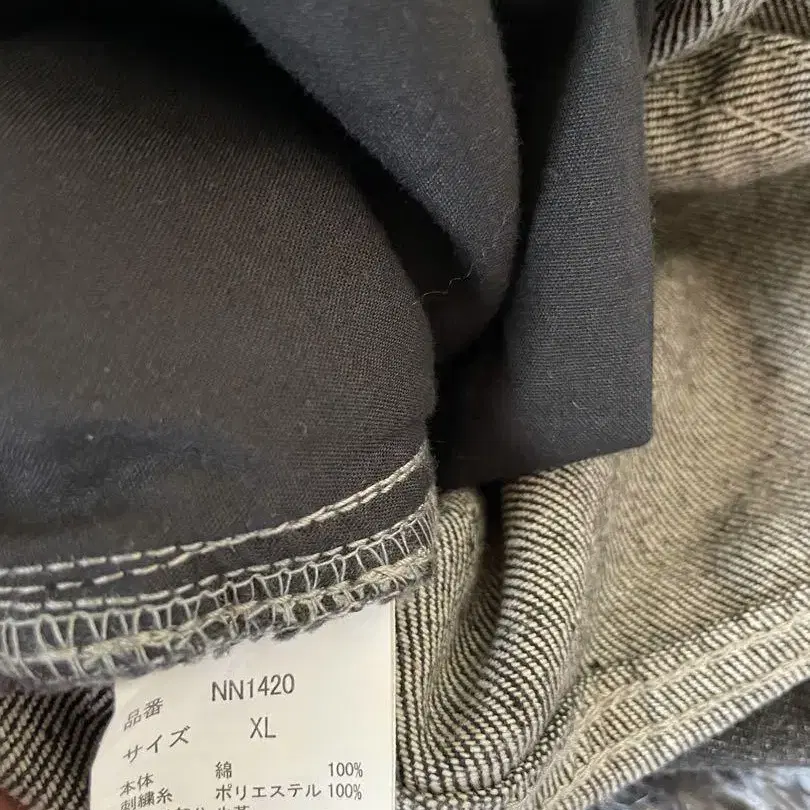 品番 NN1420
サイズ XL
本体 綿 100%
刺繍糸 ポリエステル 100%